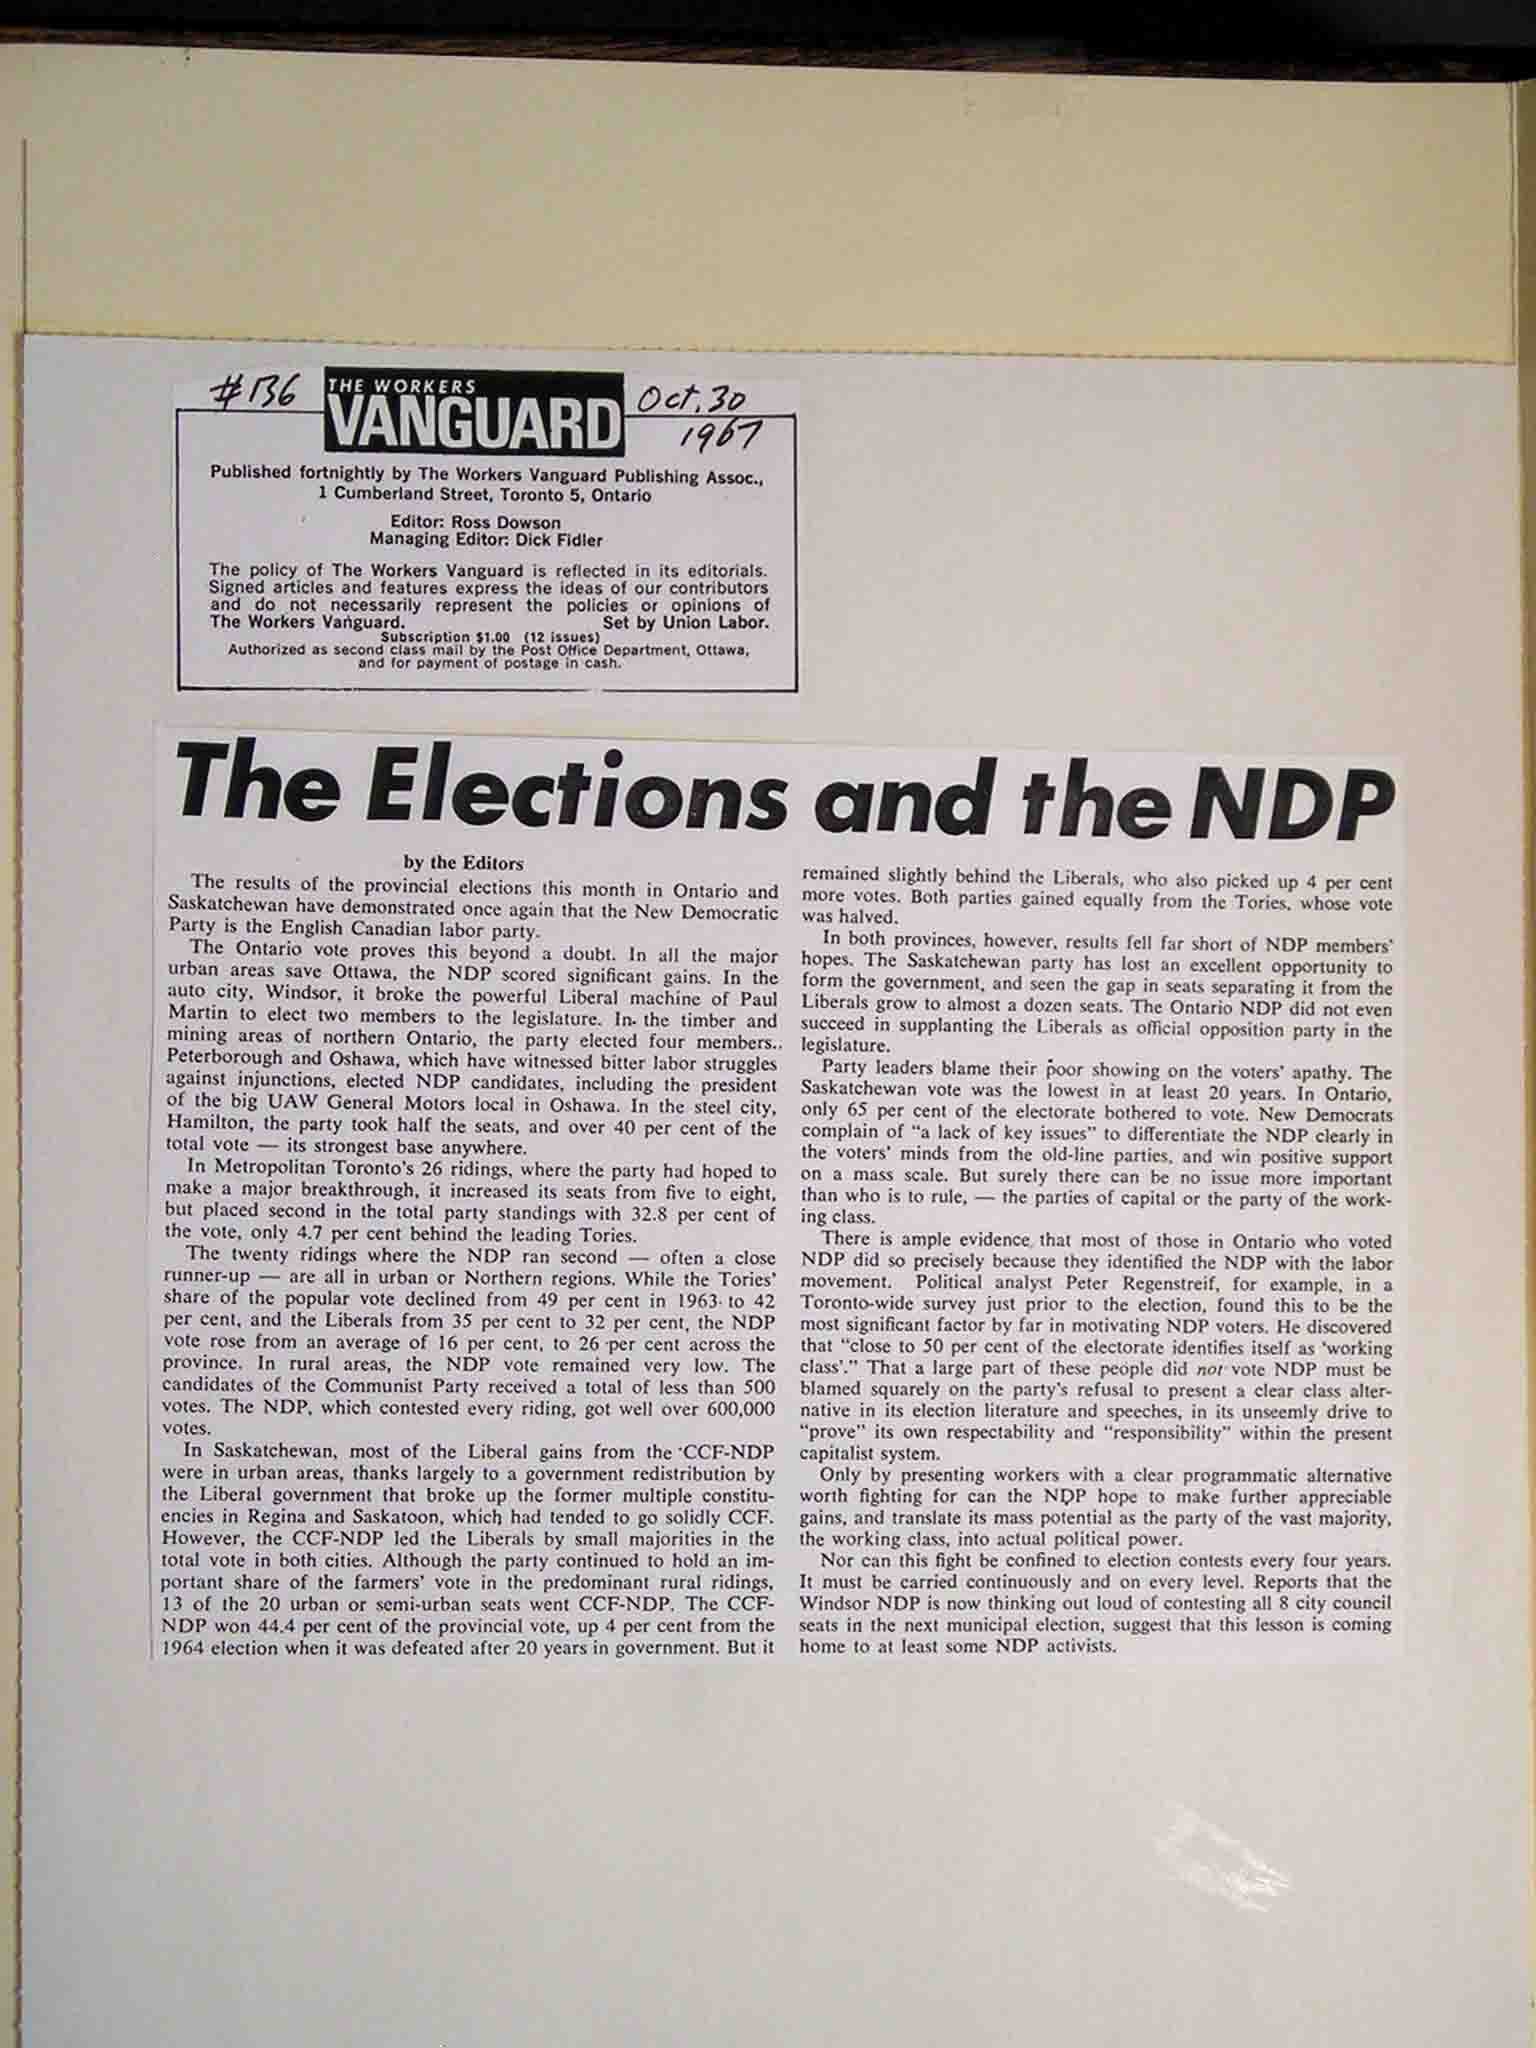 #136
THE WORKERS
VANGUARD
Oct, 30
1967
Published fortnightly by The Workers Vanguard Publishing Assoc.,
1 Cumberland Street, Toronto 5, Ontario
Editor: Ross Dowson
Managing Editor: Dick Fidler
The policy of The Workers Vanguard is reflected in its editorials.
Signed articles and features express the ideas of our contributors
and do not necessarily represent the policies or opinions of
The Workers Vanguard. Set by Union Labor.
Subscription $1.00 (12 issues)
Authorized as second class mail by the Post Office Department, Ottawa,
and for payment of postage in cash.
The Elections and the NDP
by the Editors
The results of the provincial elections this month in Ontario and
Saskatchewan have demonstrated once again that the New Democratic
Party is the English Canadian labor party.
The Ontario vote proves this beyond a doubt. In all the major
urban areas save Ottawa, the NDP scored significant gains. In the
auto city, Windsor, it broke the powerful Liberal machine of Paul
Martin to elect two members to the legislature. In the timber and
mining areas of northern Ontario, the party elected four members.
Peterborough and Oshawa, which have witnessed bitter labor struggles
against injunctions, elected NDP candidates, including the president
of the big UAW General Motors local in Oshawa. In the steel city,
Hamilton, the party took half the seats, and over 40 per cent of the
total vote — its strongest base anywhere.
In Metropolitan Toronto's 26 ridings, where the party had hoped to
make a major breakthrough, it increased its seats from five to eight,
but placed second in the total party standings with 32.8 per cent of
the vote, only 4.7 per cent behind the leading Tories.
The twenty ridings where the NDP ran second — often a close
runner-up — are all in urban or Northern regions. While the Tories'
share of the popular vote declined from 49 per cent in 1963 to 42
per cent, and the Liberals from 35 per cent to 32 per cent, the NDP
vote rose from an average of 16 per cent, to 26 per cent across the
province. In rural areas, the NDP vote remained very low. The
candidates of the Communist Party received a total of less than 500
votes. The NDP, which contested every riding, got well over 600,000
votes.
In Saskatchewan, most of the Liberal gains from the CCF-NDP
were in urban areas, thanks largely to a government redistribution by
the Liberal government that broke up the former multiple constitu-
encies in Regina and Saskatoon, which had tended to go solidly CCF.
However, the CCF-NDP led the Liberals by small majorities in the
total vote in both cities. Although the party continued to hold an im-
portant share of the farmers' vote in the predominant rural ridings,
13 of the 20 urban or semi-urban seats went CCF-NDP. The CCF-
NDP won 44.4 per cent of the provincial vote, up 4 per cent from the
1964 election when it was defeated after 20 years in government. But it
remained slightly behind the Liberals, who also picked up 4 per cent
more votes. Both parties gained equally from the Tories, whose vote
was halved.
In both provinces, however, results fell far short of NDP members'
hopes. The Saskatchewan party has lost an excellent opportunity to
form the government, and seen the gap in seats separating it from the
Liberals grow to almost a dozen seats. The Ontario NDP did not even
succeed in supplanting the Liberals as official opposition party in the
legislature.
Party leaders blame their poor showing on the voters' apathy. The
Saskatchewan vote was the lowest in at least 20 years. In Ontario,
only 65 per cent of the electorate bothered to vote. New Democrats
complain of "a lack of key issues" to differentiate the NDP clearly in
the voters' minds from the old-line parties, and win positive support
on a mass scale. But surely there can be no issue more important
than who is to rule, — the parties of capital or the party of the work-
ing class.
There is ample evidence that most of those in Ontario who voted
NDP did so precisely because they identified the NDP with the labor
movement. Political analyst Peter Regenstreif, for example, in a
Toronto-wide survey just prior to the election, found this to be the
most significant factor by far in motivating NDP voters. He discovered
that "close to 50 per cent of the electorate identifies itself as 'working
class'." That a large part of these people did not vote NDP must be
blamed squarely on the party's refusal to present a clear class alter-
native in its election literature and speeches, in its unseemly drive to
"prove" its own respectability and "responsibility" within the present
capitalist system.
Only by presenting workers with a clear programmatic alternative
worth fighting for can the NDP hope to make further appreciable
gains, and translate its mass potential as the party of the vast majority,
the working class, into actual political power.
Nor can this fight be confined to election contests every four years.
It must be carried continuously and on every level. Reports that the
Windsor NDP is now thinking out loud of contesting all 8 city council
seats in the next municipal election, suggest that this lesson is coming
home to at least some NDP activists.